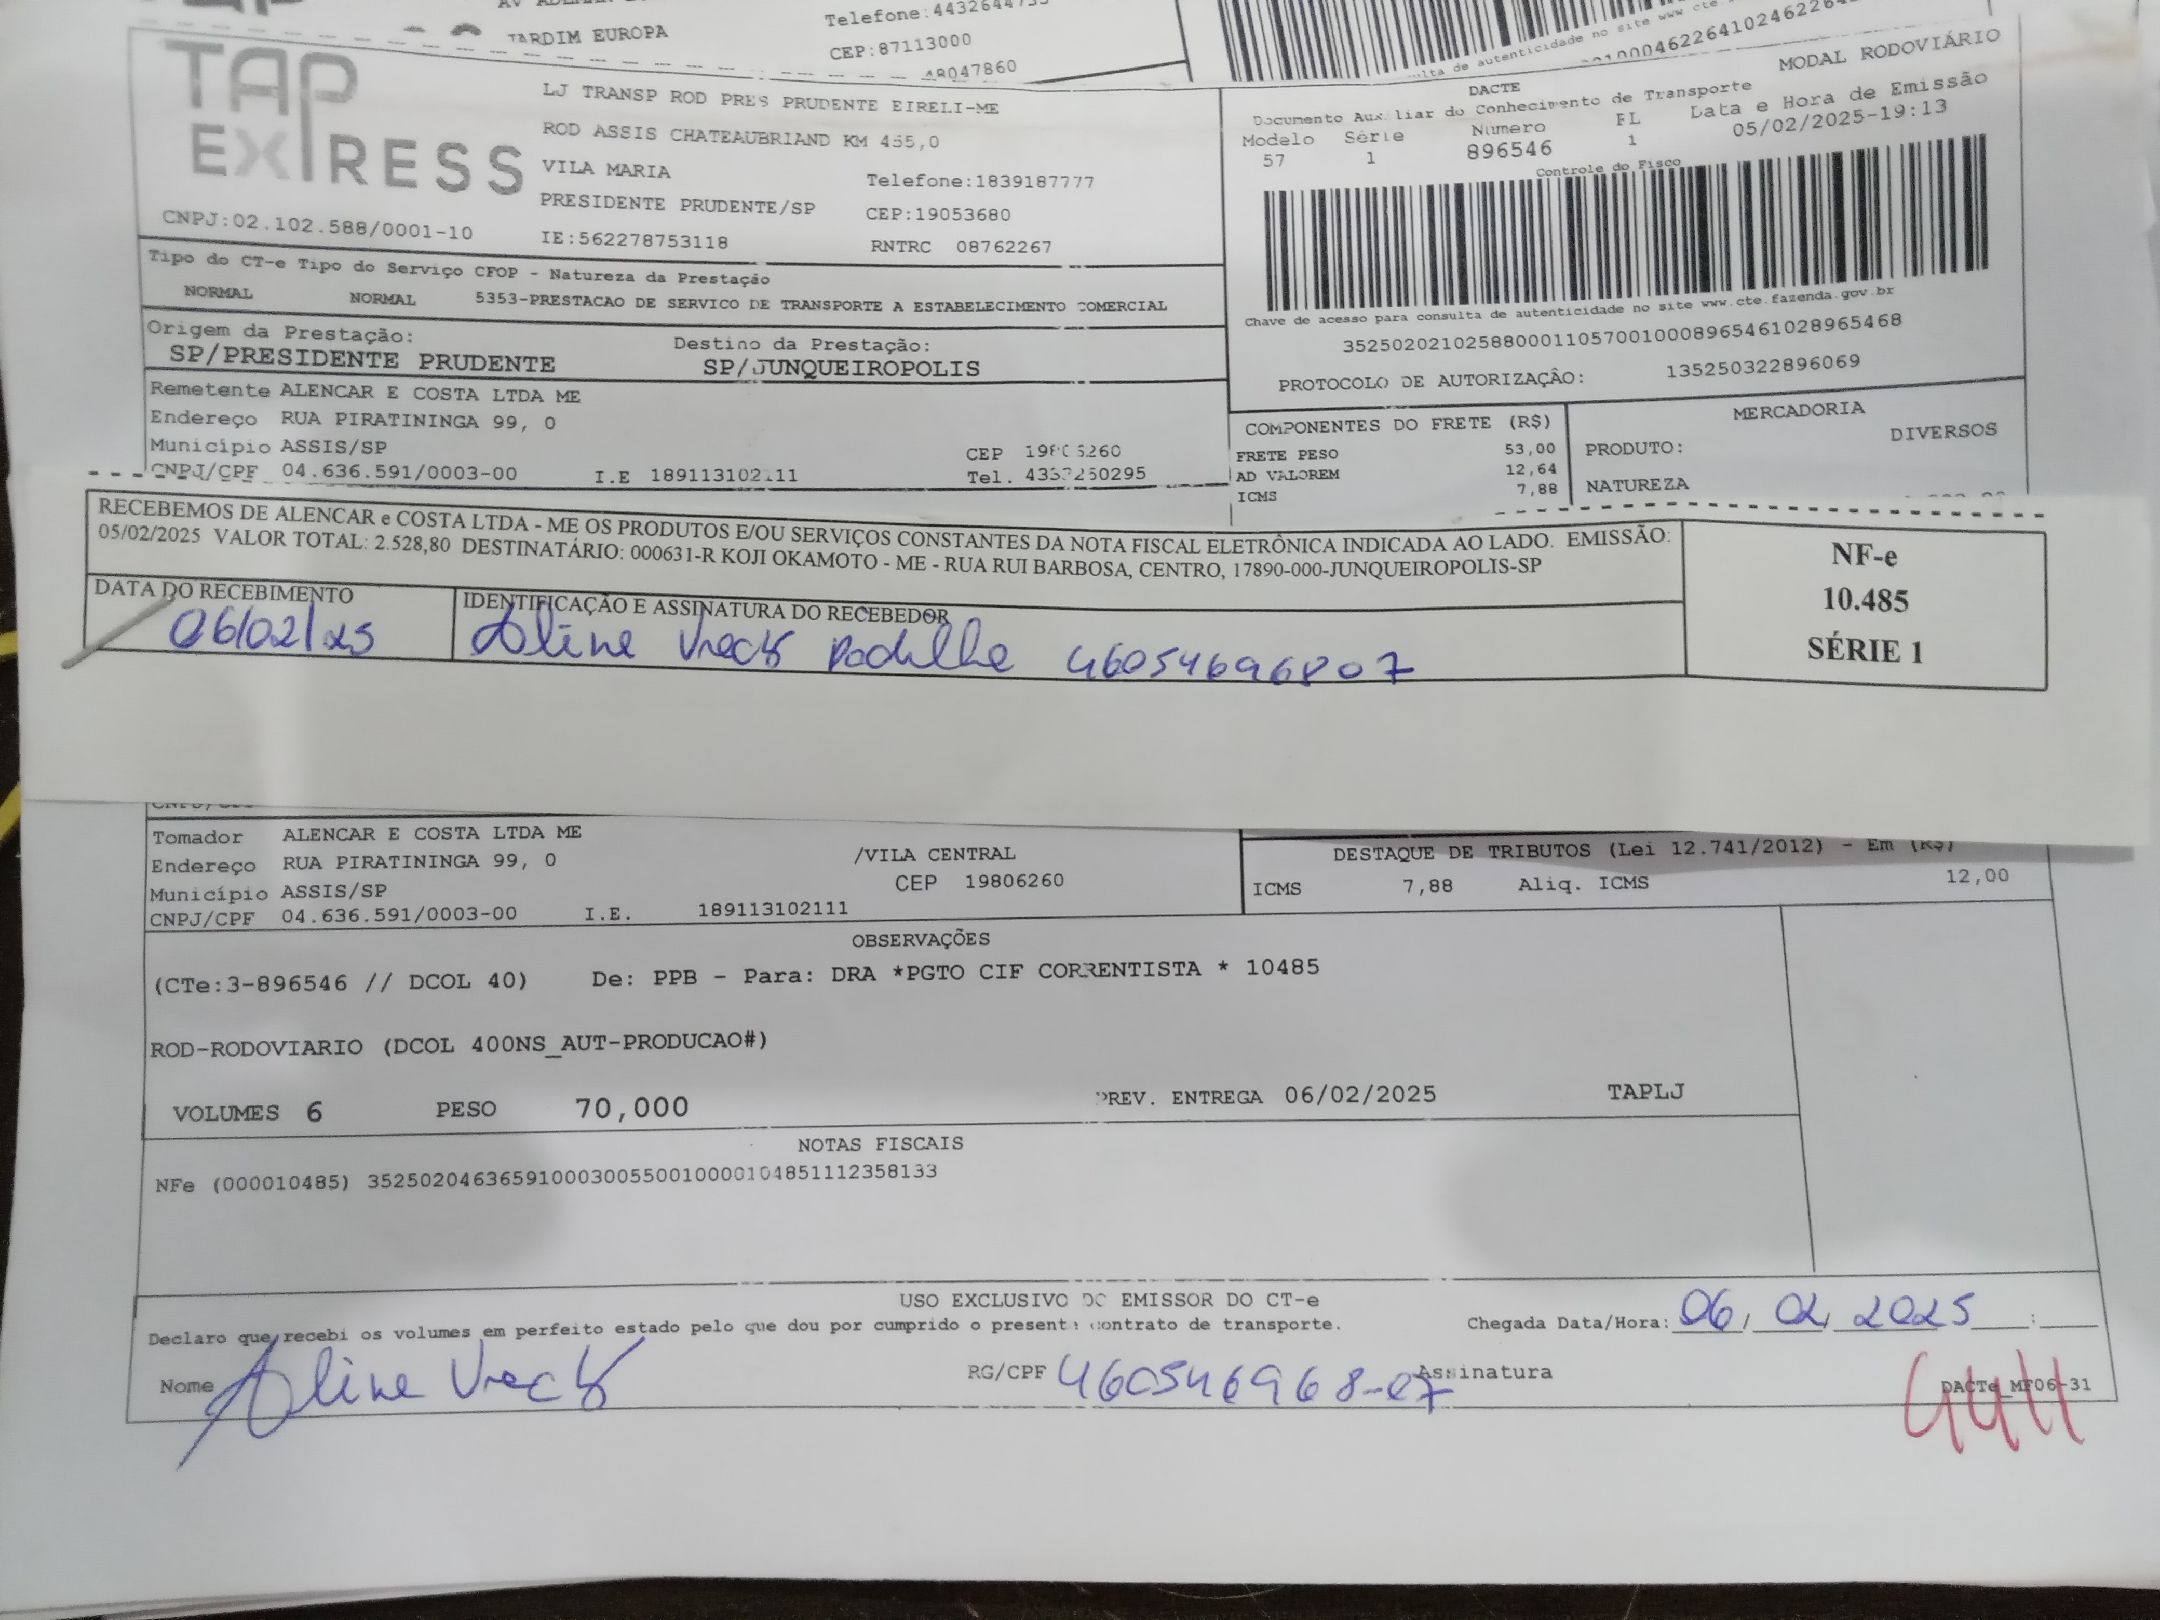 JARDIM EUROPA
Telefone:4432644733
CEP:87113000
48047860
TAP
EXPRESS
CNPJ:02.102.588/0001-10
LJ TRANSP ROD PRES PRUDENTE EIRELI-ME
ROD ASSIS CHATEAUBRIAND KM 455,0
VILA MARIA
Telefone:1839187777
PRESIDENTE PRUDENTE/SP
CEP:19053680
IE:562278753118
RNTRC 08762267
consulta de autenticidade no site www cte
MODAL RODOVIÁRIO
DACTE
Documento Auxiliar do Conhecimento de Transporte
Modelo Série Número FL Data e Hora de Emissão
57 1 896546 1 05/02/2025-19:13
Controle do Fisco
Chave de acesso para consulta de autenticidade no site www.cte.fazenda.gov.br
35250202102588000110570010008965461028965468
PROTOCOLO DE AUTORIZAÇÃO: 135250322896069
Tipo do CT-e Tipo do Serviço CFOP - Natureza da Prestação
NORMAL NORMAL 5353-PRESTACAO DE SERVICO DE TRANSPORTE A ESTABELECIMENTO COMERCIAL
Origem da Prestação: Destino da Prestação:
SP/PRESIDENTE PRUDENTE SP/JUNQUEIROPOLIS
Remetente ALENCAR E COSTA LTDA ME
Endereço RUA PIRATININGA 99, 0
Município ASSIS/SP CEP 19806260
CNPJ/CPF 04.636.591/0003-00 I.E 189113102111 Tel.
COMPONENTES DO FRETE (R$)
FRETE PESO 53,00
AD VALOREM 12,64
ICMS 7,88
MERCADORIA
PRODUTO: DIVERSOS
NATUREZA
RECEBEMOS DE ALENCAR e COSTA LTDA - ME OS PRODUTOS E/OU SERVIÇOS CONSTANTES DA NOTA FISCAL ELETRÔNICA INDICADA AO LADO. EMISSÃO:
05/02/2025 VALOR TOTAL: 2.528,80 DESTINATÁRIO: 000631-R KOJI OKAMOTO - ME - RUA RUI BARBOSA, CENTRO, 17890-000-JUNQUEIROPOLIS-SP
DATA DO RECEBIMENTO IDENTIFICAÇÃO E ASSINATURA DO RECEBEDOR
06/02/25 Aline 46054696807
NF-e
10.485
SÉRIE 1
Tomador ALENCAR E COSTA LTDA ME
Endereço RUA PIRATININGA 99, 0 /VILA CENTRAL
Município ASSIS/SP CEP 19806260
CNPJ/CPF 04.636.591/0003-00 I.E. 189113102111
DESTAQUE DE TRIBUTOS (Lei 12.741/2012) - Em (R$)
ICMS 7,88 Aliq. ICMS 12,00
OBSERVAÇÕES
(CTe:3-896546 // DCOL 40) De: PPB - Para: DRA *PGTO CIF CORRENTISTA * 10485
ROD-RODOVIARIO (DCOL 400NS_AUT-PRODUCAO#)
VOLUMES 6 PESO 70,000 PREV. ENTREGA 06/02/2025 TAPLJ
NOTAS FISCAIS
NFe (000010485) 35250204636591000300550010000104851112358133
USO EXCLUSIVO DO EMISSOR DO CT-e
Declaro que recebi os volumes em perfeito estado pelo que dou por cumprido o presente contrato de transporte. Chegada Data/Hora: 06/02/2025 :
Nome Aline RG/CPF 460546968-07 Assinatura
DACTe_MF06-31